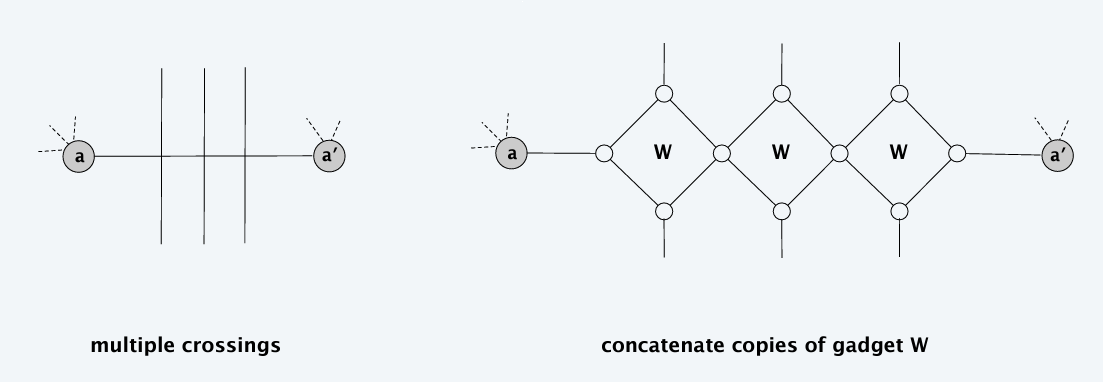 a a′ a W W W a′
multiple crossings concatenate copies of gadget W